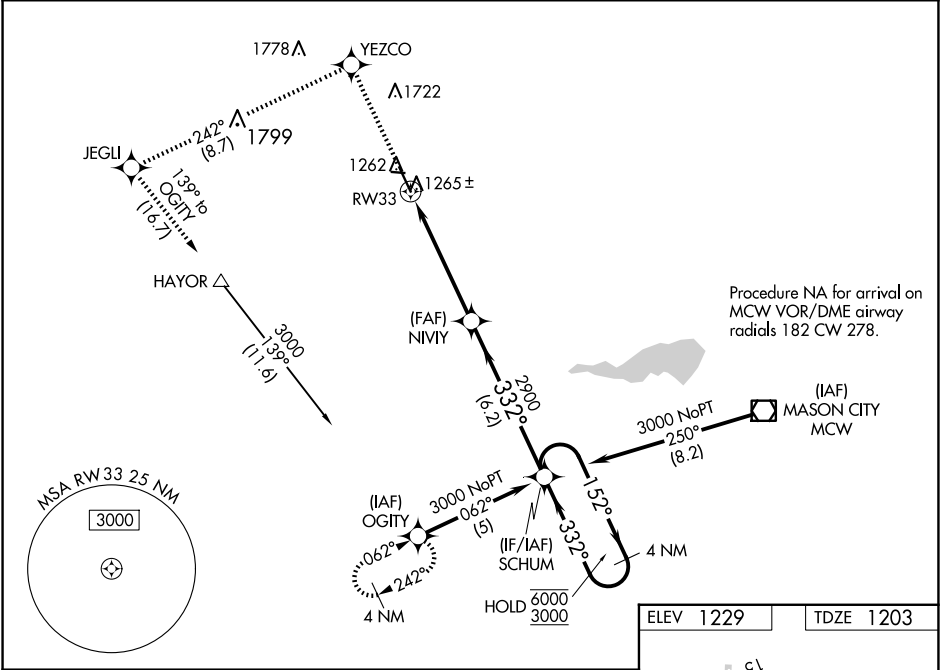 1778
YEZCO
1722
242°
(8.7)
1799
JEGLI
139° to
OGITY
(16.7)
1262
1265 ±
RW33
HAYOR
3000
139°
(11.6)
(FAF)
NIVIY
Procedure NA for arrival on
MCW VOR/DME airway
radials 182 CW 278.
2900
332°
(6.2)
(IAF)
MASON CITY
MCW
3000 NoPT
250°
(8.2)
MSA RW33 25 NM
3000
(IAF)
OGITY
3000 NoPT
062°
(5)
062°
242°
4 NM
(IF/IAF)
SCHUM
152°
332°
4 NM
HOLD 6000
3000
ELEV 1229
TDZE 1203
15